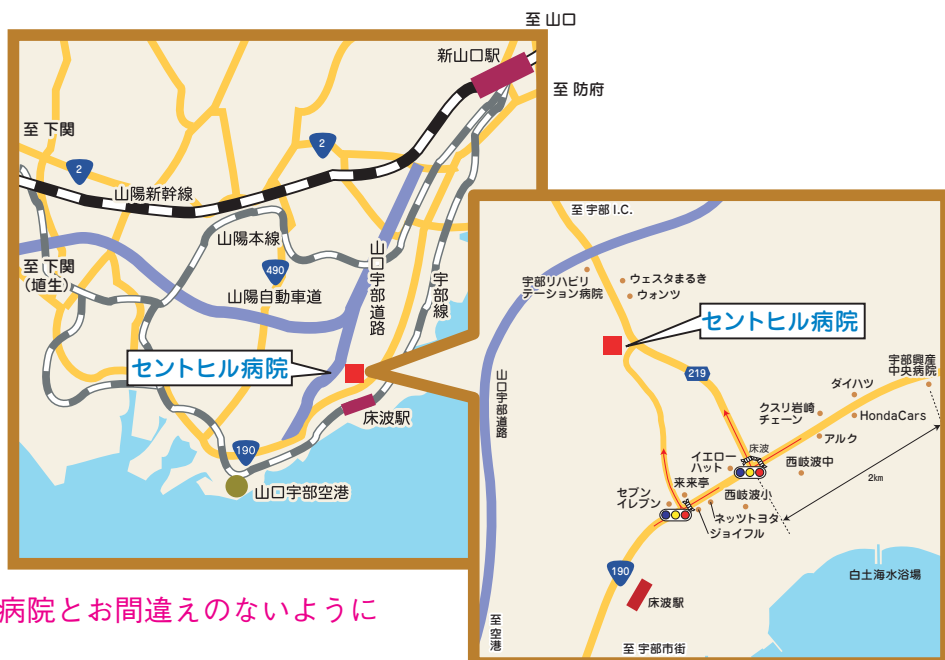 至 山口
新山口駅
至 防府
至 下関
2
2
山陽新幹線
山陽本線
至 下関
(埴生)
490
山陽自動車道
山口宇部道路
宇部線
セントヒル病院
床波駅
190
山口宇部空港
至 宇部 I.C.
宇部リハビリ
テーション病院
ウェスタまるき
ウォンツ
セントヒル病院
山口宇部道路
219
宇部興産
中央病院
ダイハツ
クスリ岩崎
チェーン
HondaCars
アルク
床波
イエロー
ハット
西岐波中
2km
来来亭
セブン
イレブン
西岐波小
ネッツトヨタ
ジョイフル
190
床波駅
白土海水浴場
至 空港
至 宇部市街
病院とお間違えのないように